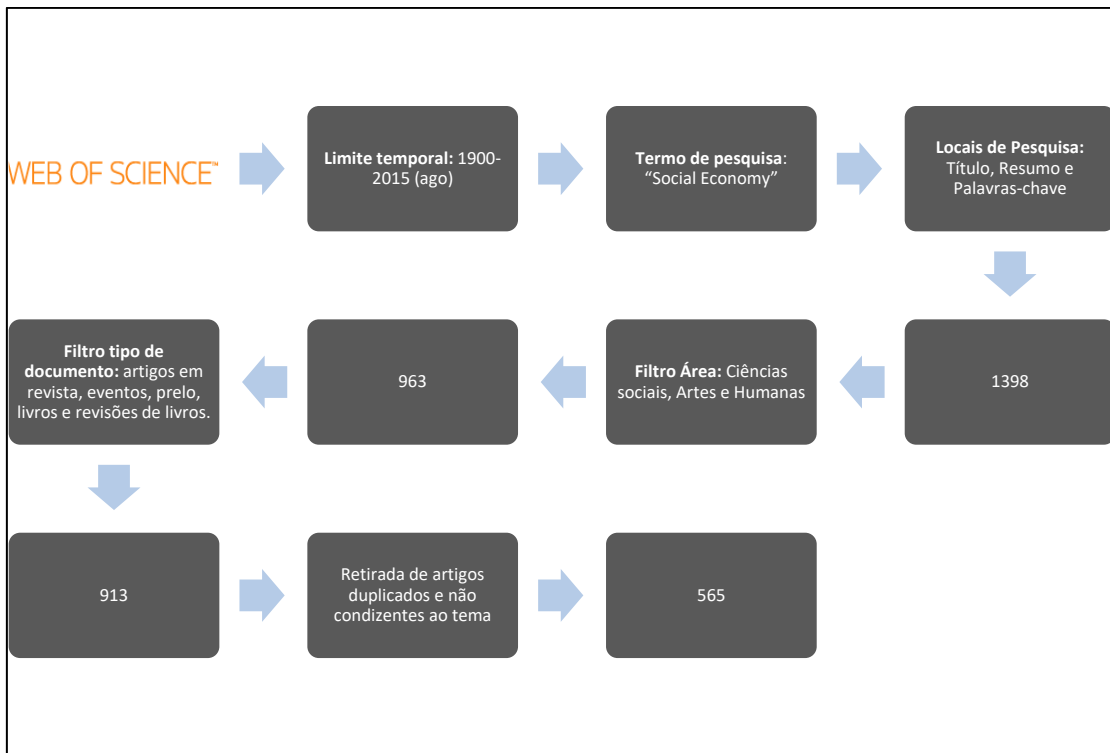 WEB OF SCIENCE™
Limite temporal: 1900-
2015 (ago)
Termo de pesquisa:
“Social Economy”
Locais de Pesquisa:
Título, Resumo e
Palavras-chave
1398
Filtro Área: Ciências
sociais, Artes e Humanas
963
Filtro tipo de
documento: artigos em
revista, eventos, prelo,
livros e revisões de livros.
913
Retirada de artigos
duplicados e não
condizentes ao tema
565